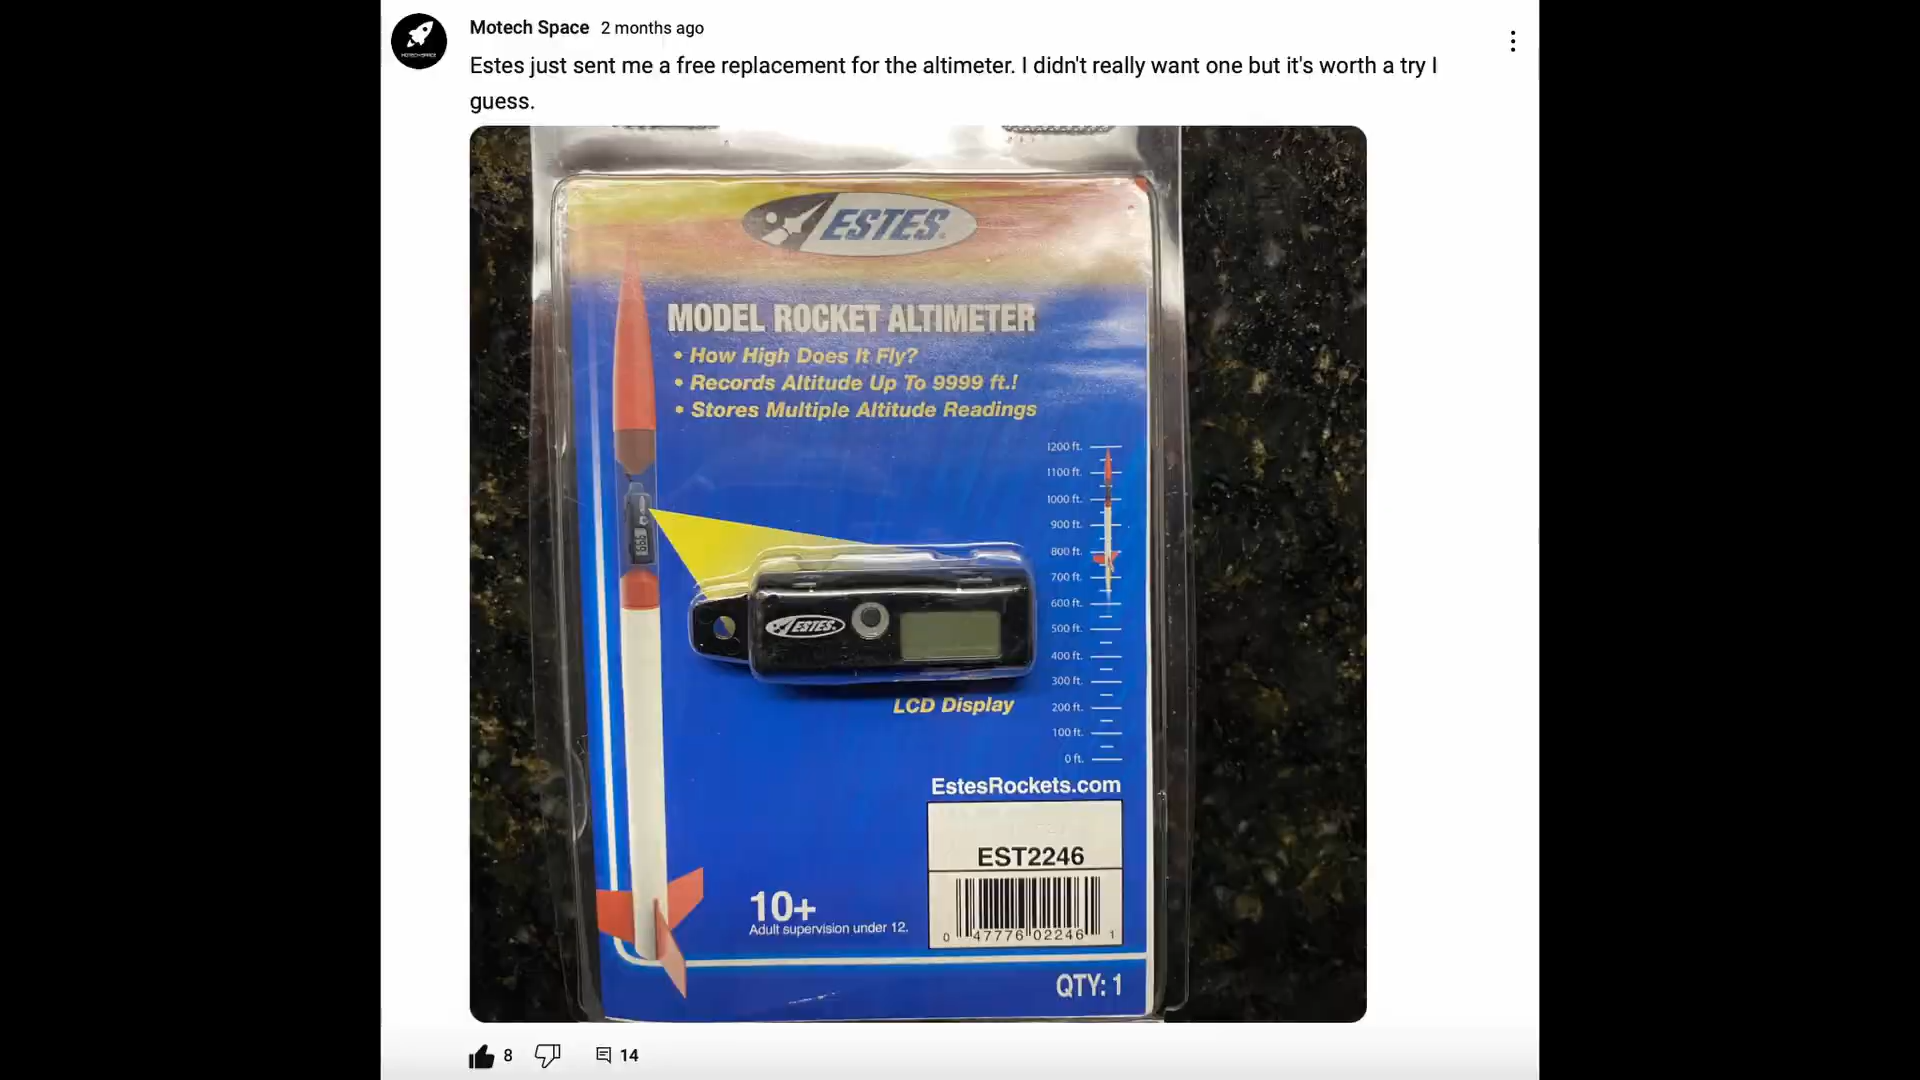 Motech Space 2 months ago
Estes just sent me a free replacement for the altimeter. I didn't really want one but it's worth a try I
guess.
ESTES
MODEL ROCKET ALTIMETER
• How High Does It Fly?
• Records Altitude Up To 9999 ft.!
• Stores Multiple Altitude Readings
1200 ft.
1100 ft.
1000 ft.
900 ft.
800 ft.
700 ft.
600 ft.
500 ft.
400 ft.
300 ft.
200 ft.
100 ft.
0 ft.
ESTES
LCD Display
EstesRockets.com
EST2246
0 47776 02246 1
10+
Adult supervision under 12.
QTY: 1
8 14